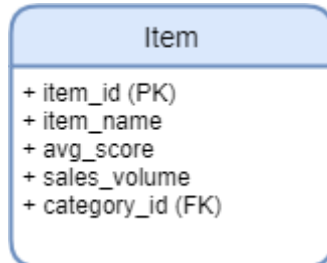 Item
+ item_id (PK)
+ item_name
+ avg_score
+ sales_volume
+ category_id (FK)